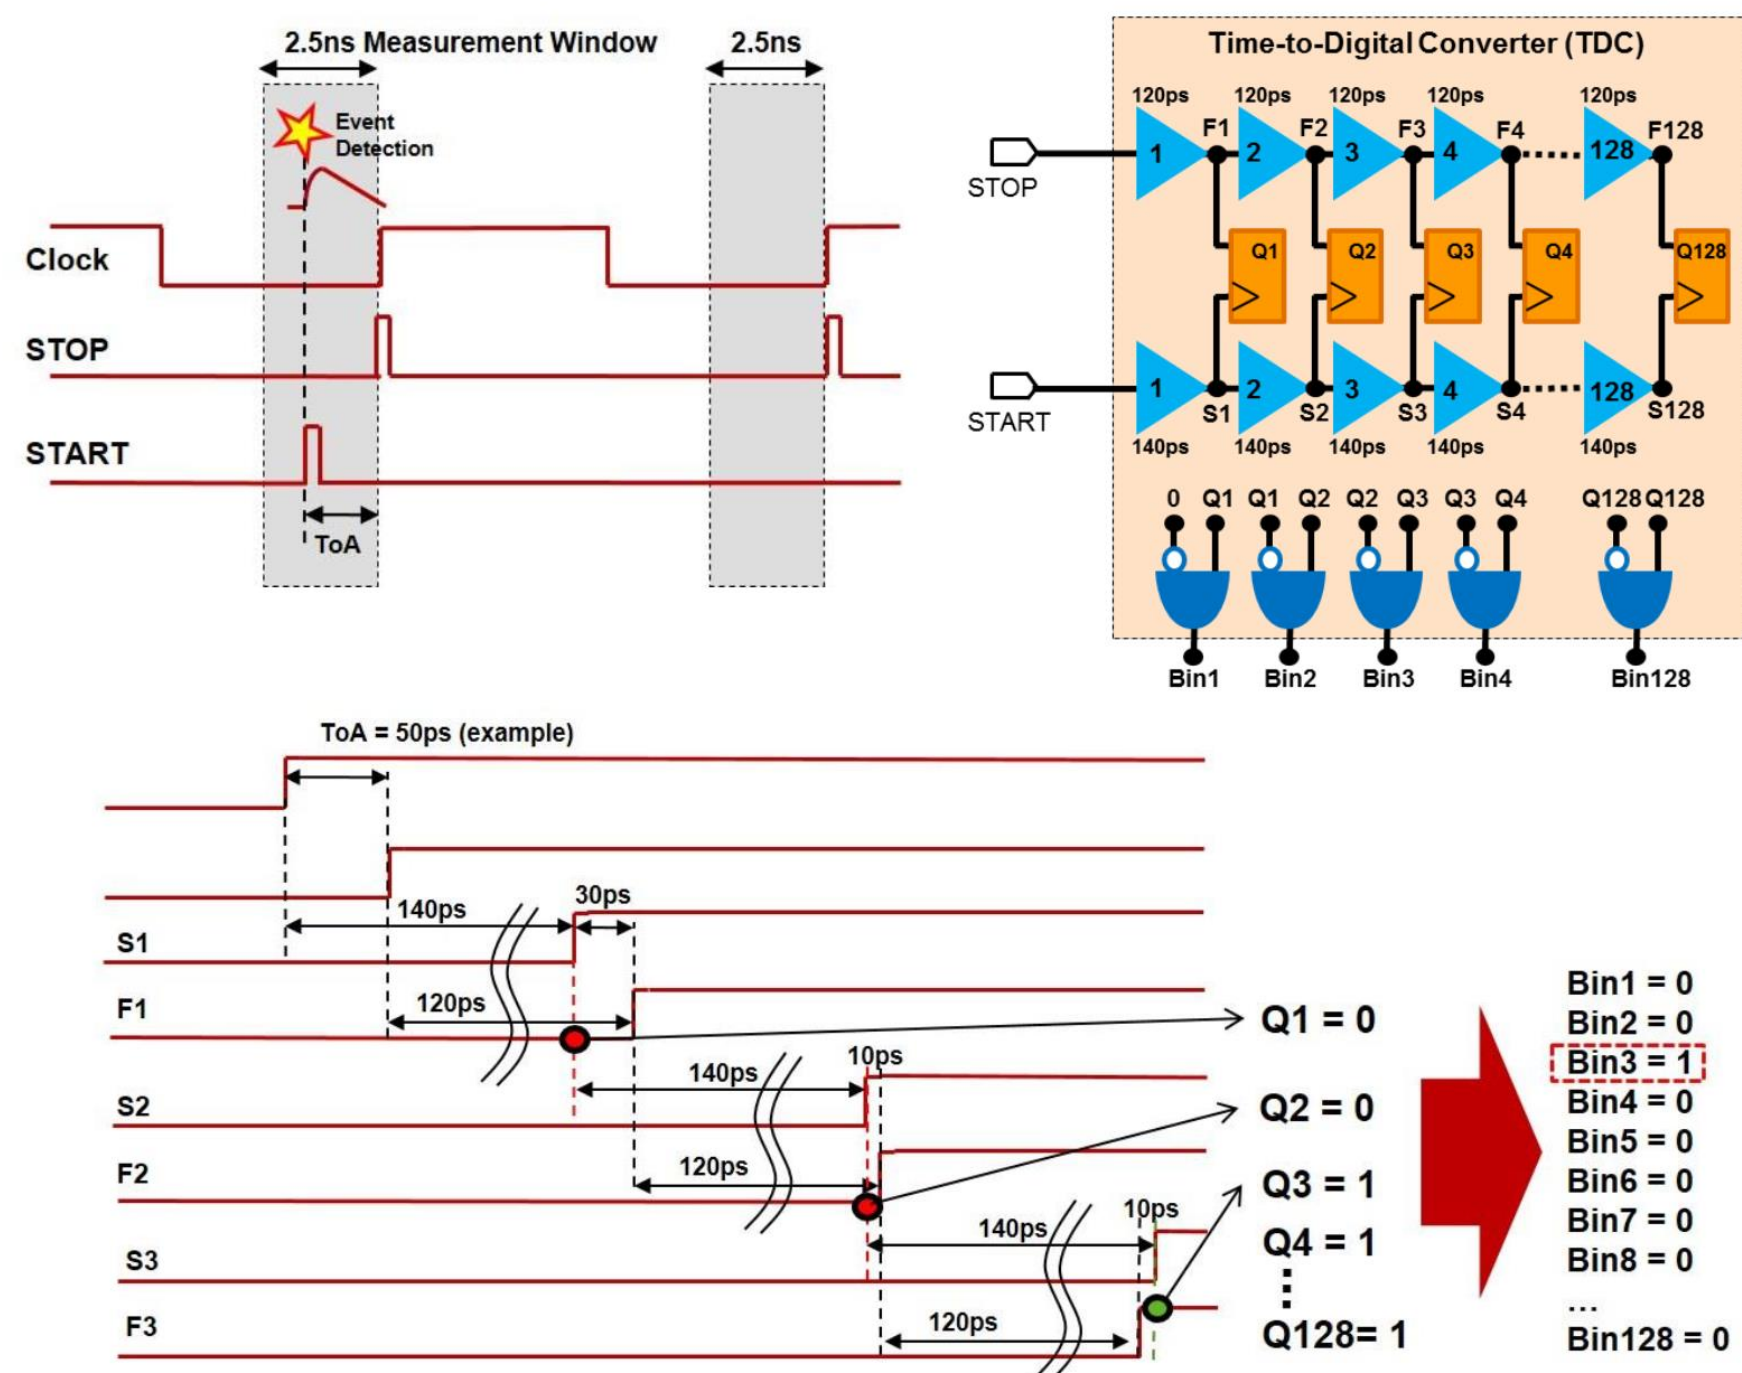 2.5ns Measurement Window
2.5ns
Event
Detection
Clock
STOP
START
ToA
Time-to-Digital Converter (TDC)
120ps 120ps 120ps 120ps 120ps
F1 F2 F3 F4 F128
1 2 3 4 128
STOP
Q1 Q2 Q3 Q4 Q128
1 2 3 4 128
START
S1 S2 S3 S4 S128
140ps 140ps 140ps 140ps 140ps
0 Q1 Q1 Q2 Q2 Q3 Q3 Q4 Q128 Q128
Bin1 Bin2 Bin3 Bin4 Bin128
ToA = 50ps (example)
140ps
30ps
S1
F1
120ps
Q1 = 0
10ps
140ps
S2
Q2 = 0
F2
120ps
Q3 = 1
10ps
140ps
Q4 = 1
S3
F3
120ps
Q128= 1
Bin1 = 0
Bin2 = 0
Bin3 = 1
Bin4 = 0
Bin5 = 0
Bin6 = 0
Bin7 = 0
Bin8 = 0
...
Bin128 = 0